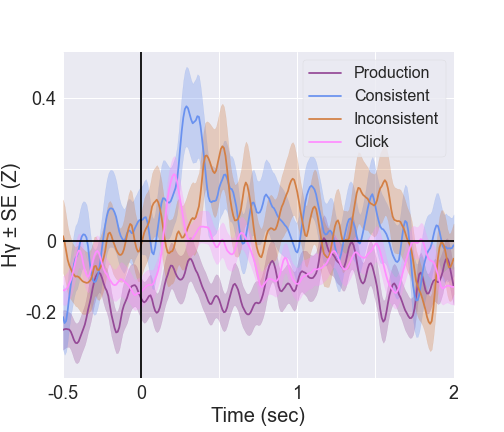 Production
Consistent
Inconsistent
Click
Hγ ± SE (Z)
0.4
0
-0.2
-0.5
0
1
2
Time (sec)